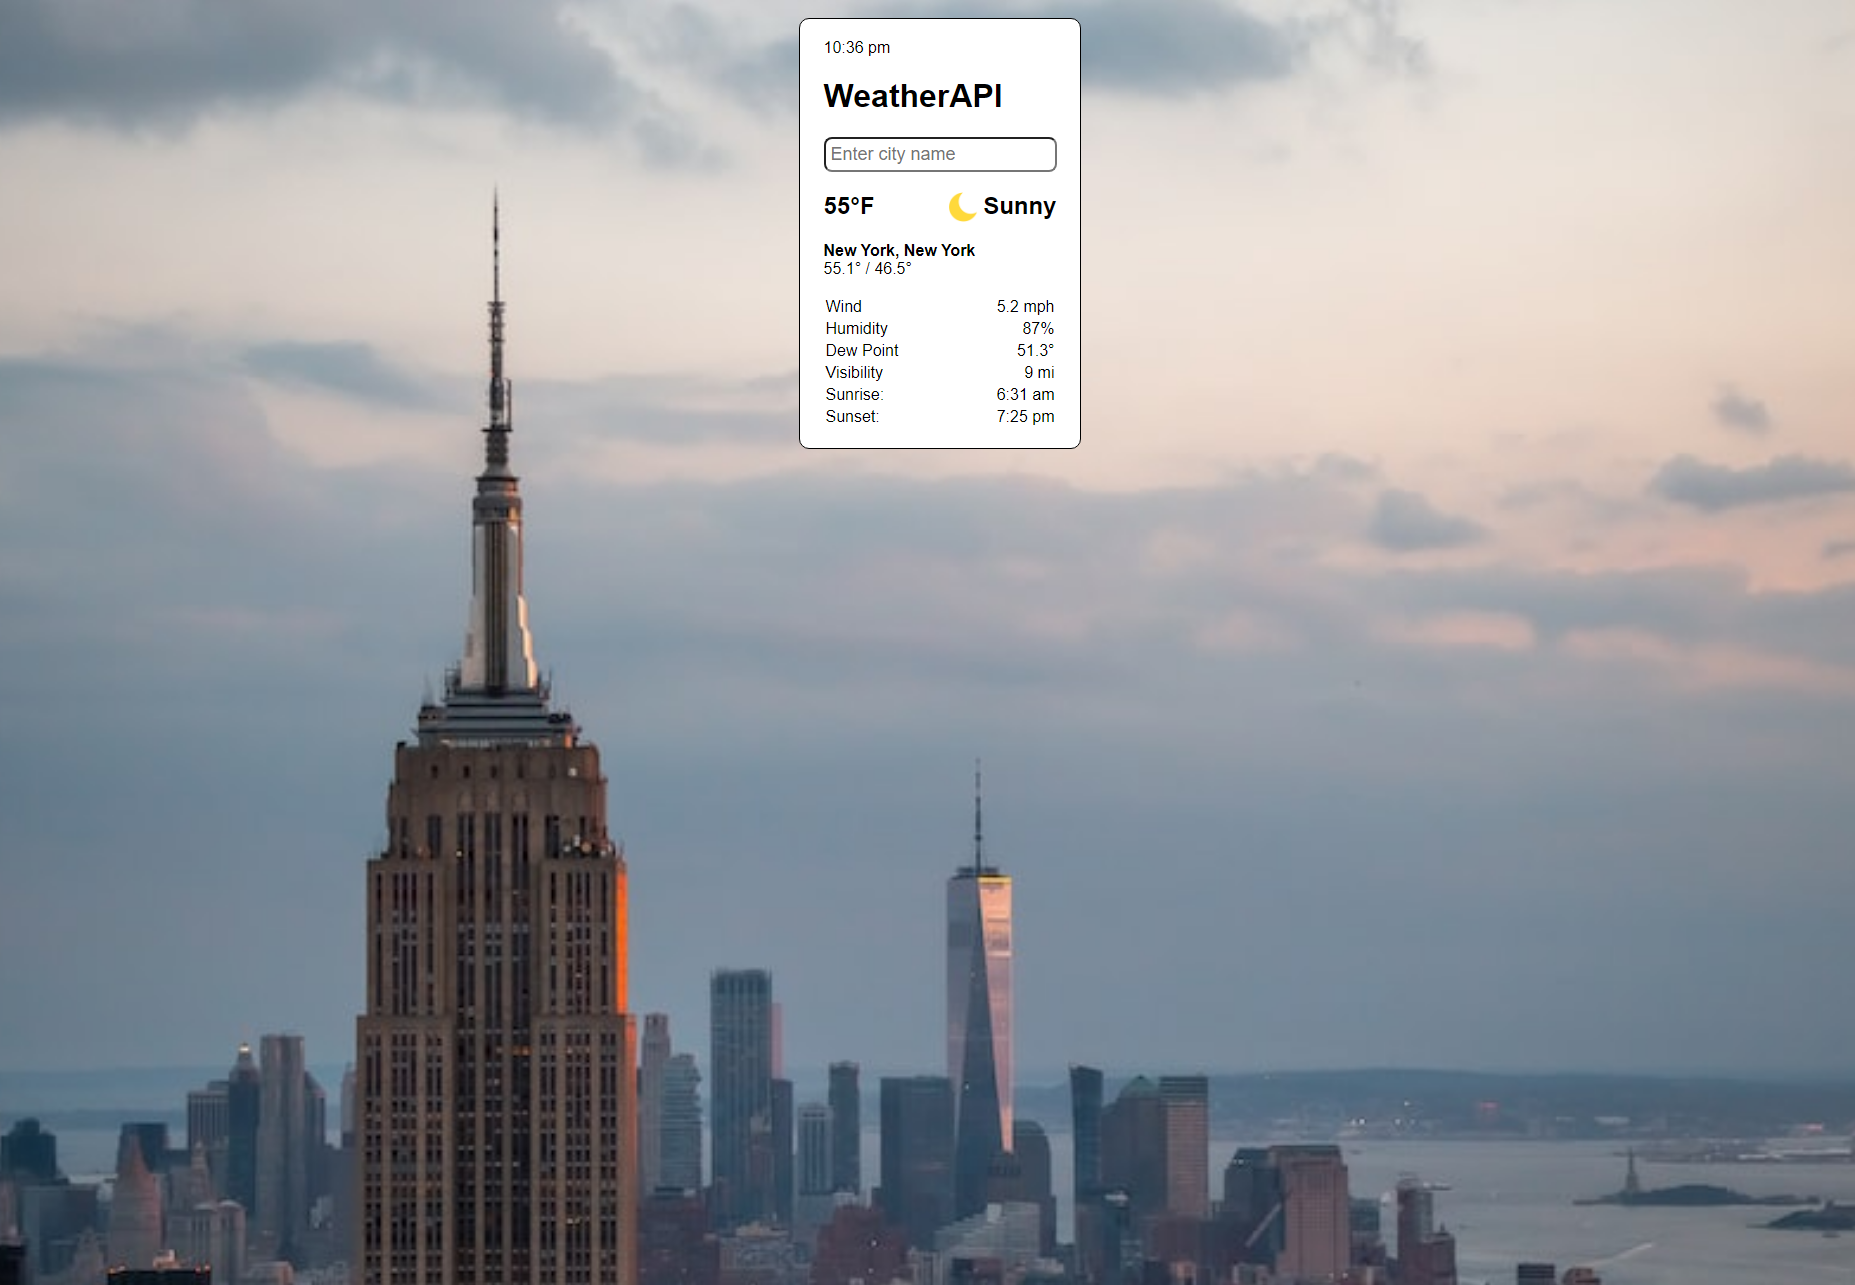 10:36 pm
WeatherAPI
Enter city name
55°F Sunny
New York, New York
55.1° / 46.5°
Wind 5.2 mph
Humidity 87%
Dew Point 51.3°
Visibility 9 mi
Sunrise: 6:31 am
Sunset: 7:25 pm